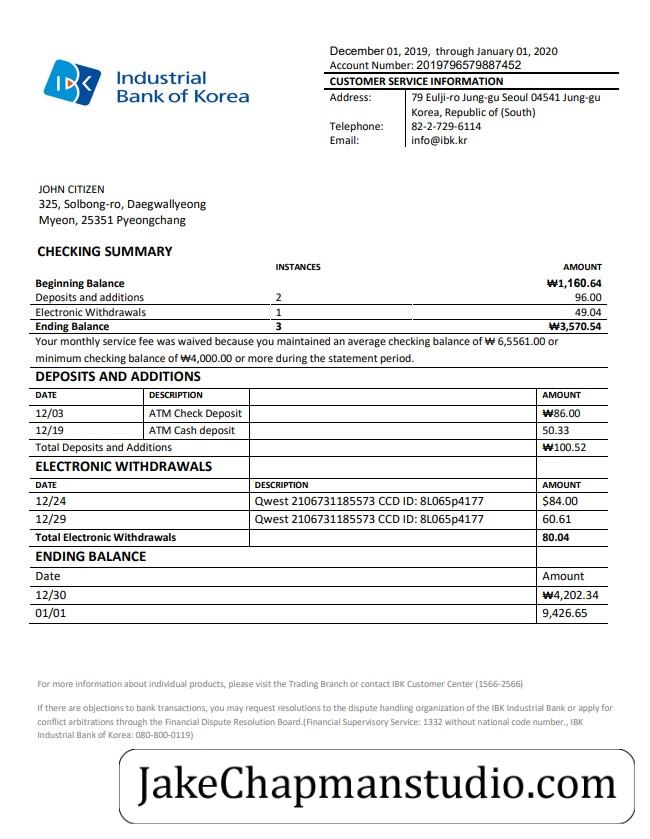 December 01, 2019, through January 01, 2020
Account Number: 2019796579887452
IBK Industrial
Bank of Korea
CUSTOMER SERVICE INFORMATION
Address: 79 Eulji-ro Jung-gu Seoul 04541 Jung-gu
Korea, Republic of (South)
Telephone: 82-2-729-6114
Email: info@ibk.kr
JOHN CITIZEN
325, Solbong-ro, Daegwallyeong
Myeon, 25351 Pyeongchang
CHECKING SUMMARY
INSTANCES AMOUNT
Beginning Balance ₩1,160.64
Deposits and additions 2 96.00
Electronic Withdrawals 1 49.04
Ending Balance 3 ₩3,570.54
Your monthly service fee was waived because you maintained an average checking balance of ₩ 6,5561.00 or
minimum checking balance of ₩4,000.00 or more during the statement period.
DEPOSITS AND ADDITIONS
DATE DESCRIPTION AMOUNT
12/03 ATM Check Deposit ₩86.00
12/19 ATM Cash deposit 50.33
Total Deposits and Additions ₩100.52
ELECTRONIC WITHDRAWALS
DATE DESCRIPTION AMOUNT
12/24 Qwest 2106731185573 CCD ID: 8L065p4177 $84.00
12/29 Qwest 2106731185573 CCD ID: 8L065p4177 60.61
Total Electronic Withdrawals 80.04
ENDING BALANCE
Date Amount
12/30 ₩4,202.34
01/01 9,426.65
For more information about individual products, please visit the Trading Branch or contact IBK Customer Center (1566-2566)
If there are objections to bank transactions, you may request resolutions to the dispute handling organization of the IBK Industrial Bank or apply for
conflict arbitrations through the Financial Dispute Resolution Board.(Financial Supervisory Service: 1332 without national code number., IBK
Industrial Bank of Korea: 080-800-0119)
JakeChapmanstudio.com